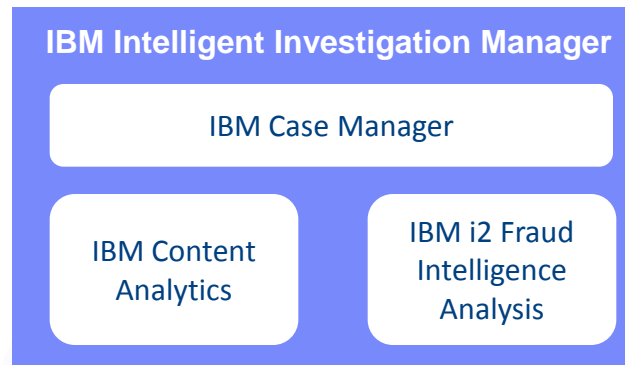 IBM Intelligent Investigation Manager
IBM Case Manager
IBM Content
Analytics
IBM i2 Fraud
Intelligence
Analysis